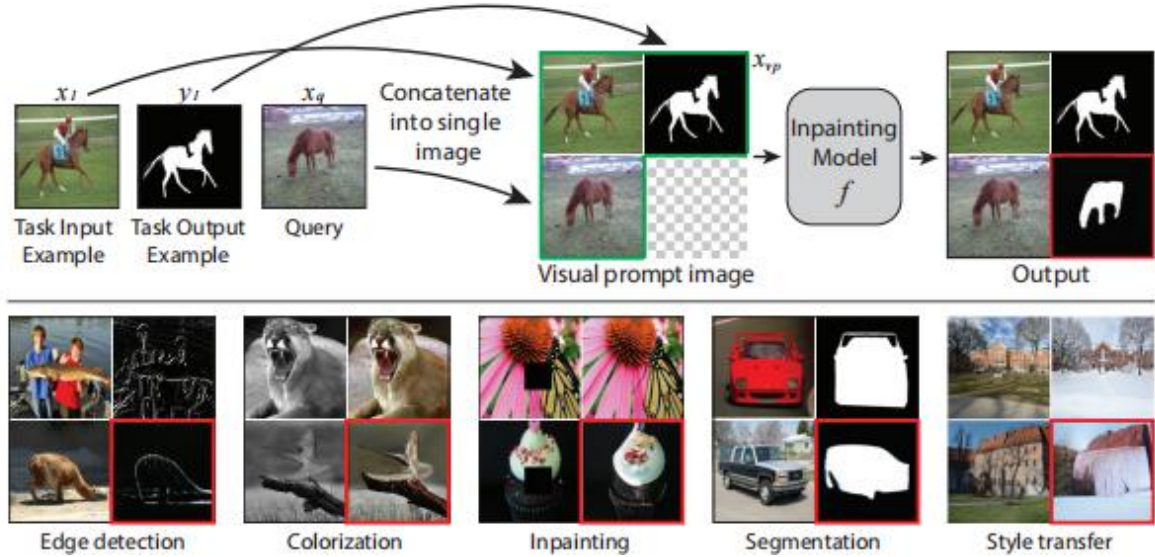 x1 y1 xq
Concatenate
into single
image
xvp
Inpainting
Model
f
Task Input
Example
Task Output
Example
Query
Visual prompt image
Output
Edge detection
Colorization
Inpainting
Segmentation
Style transfer